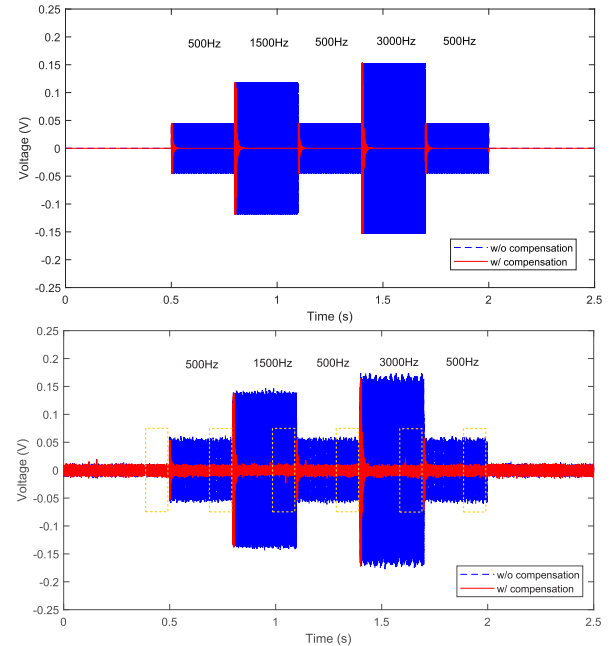 0.25
0.2
0.15
0.1
0.05
0
-0.05
-0.1
-0.15
-0.2
-0.25
Voltage (V)
500Hz 1500Hz 500Hz 3000Hz 500Hz
w/o compensation
w/ compensation
0 0.5 1 1.5 2 2.5
Time (s)
0.25
0.2
0.15
0.1
0.05
0
-0.05
-0.1
-0.15
-0.2
-0.25
Voltage (V)
500Hz 1500Hz 500Hz 3000Hz 500Hz
w/o compensation
w/ compensation
0 0.5 1 1.5 2 2.5
Time (s)